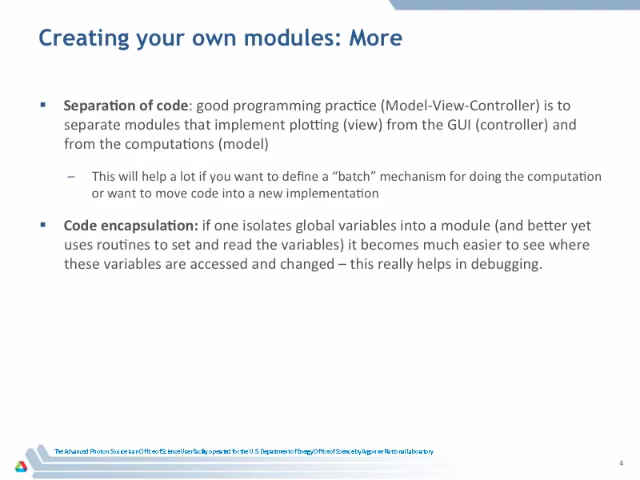 Creating your own modules: More
▪ Separation of code: good programming practice (Model-View-Controller) is to
separate modules that implement plotting (view) from the GUI (controller) and
from the computations (model)
– This will help a lot if you want to define a “batch” mechanism for doing the computation
or want to move code into a new implementation
▪ Code encapsulation: if one isolates global variables into a module (and better yet
uses routines to set and read the variables) it becomes much easier to see where
these variables are accessed and changed – this really helps in debugging.
The Advanced Photon Source is an Office of Science User Facility operated for the U.S. Department of Energy Office of Science by Argonne National Laboratory
4